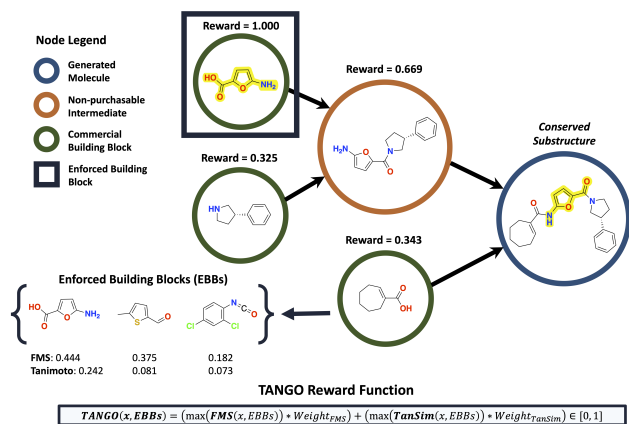 Node Legend
Generated
Molecule
Non-purchasable
Intermediate
Commercial
Building Block
Enforced Building
Block
Reward = 1.000
HO
O
O
NH₂
Reward = 0.325
HN
Reward = 0.669
H₂N
O
N
O
Reward = 0.343
O
OH
Conserved
Substructure
O
N
H
O
O
N
Enforced Building Blocks (EBBs)
HO
O
O
NH₂
S
O
N=C=O
Cl
Cl
FMS: 0.444 0.375 0.182
Tanimoto: 0.242 0.081 0.073
TANGO Reward Function
TANGO(x, EBBs) = (max(FMS(x, EBBs)) * Weight_FMS) + (max(TanSim(x, EBBs)) * Weight_TanSim) ∈ [0, 1]